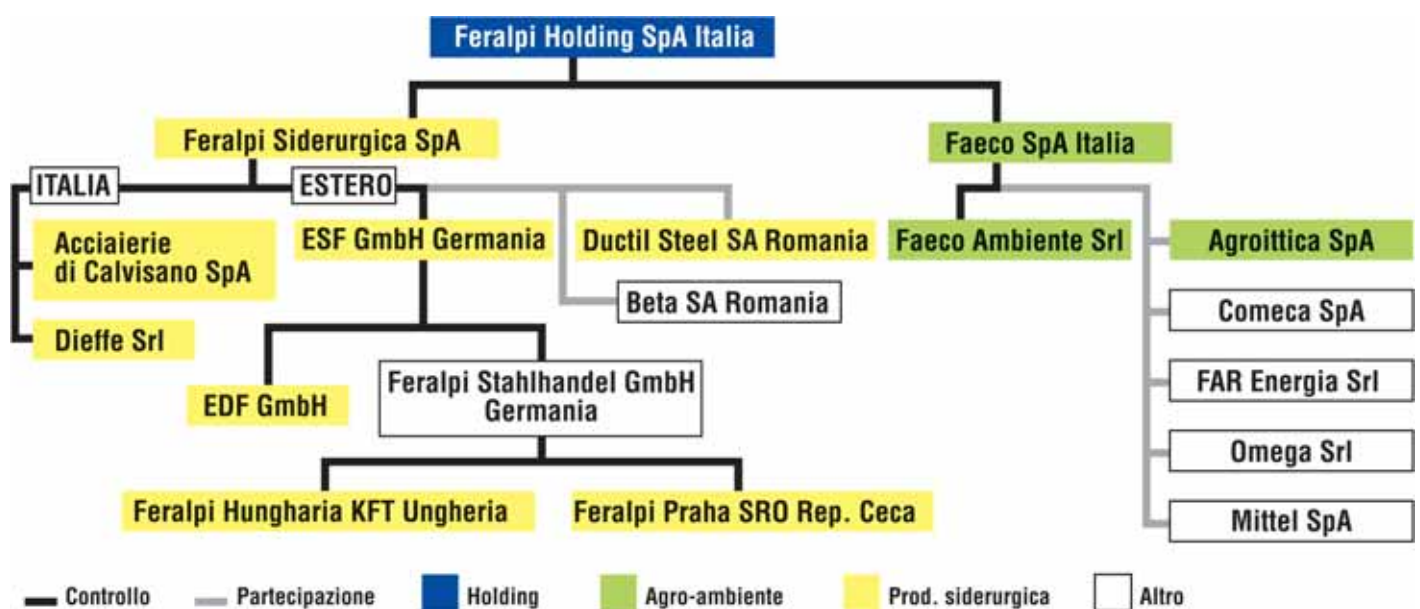 Feralpi Holding SpA Italia
Feralpi Siderurgica SpA
Faeco SpA Italia
ITALIA
ESTERO
Acciaierie
di Calvisano SpA
ESF GmbH Germania
Ductil Steel SA Romania
Faeco Ambiente Srl
Agroittica SpA
Beta SA Romania
Comeca SpA
Dieffe Srl
Feralpi Stahlhandel GmbH
Germania
FAR Energia Srl
EDF GmbH
Omega Srl
Feralpi Hungharia KFT Ungheria
Feralpi Praha SRO Rep. Ceca
Mittel SpA
Controllo
Partecipazione
Holding
Agro-ambiente
Prod. siderurgica
Altro